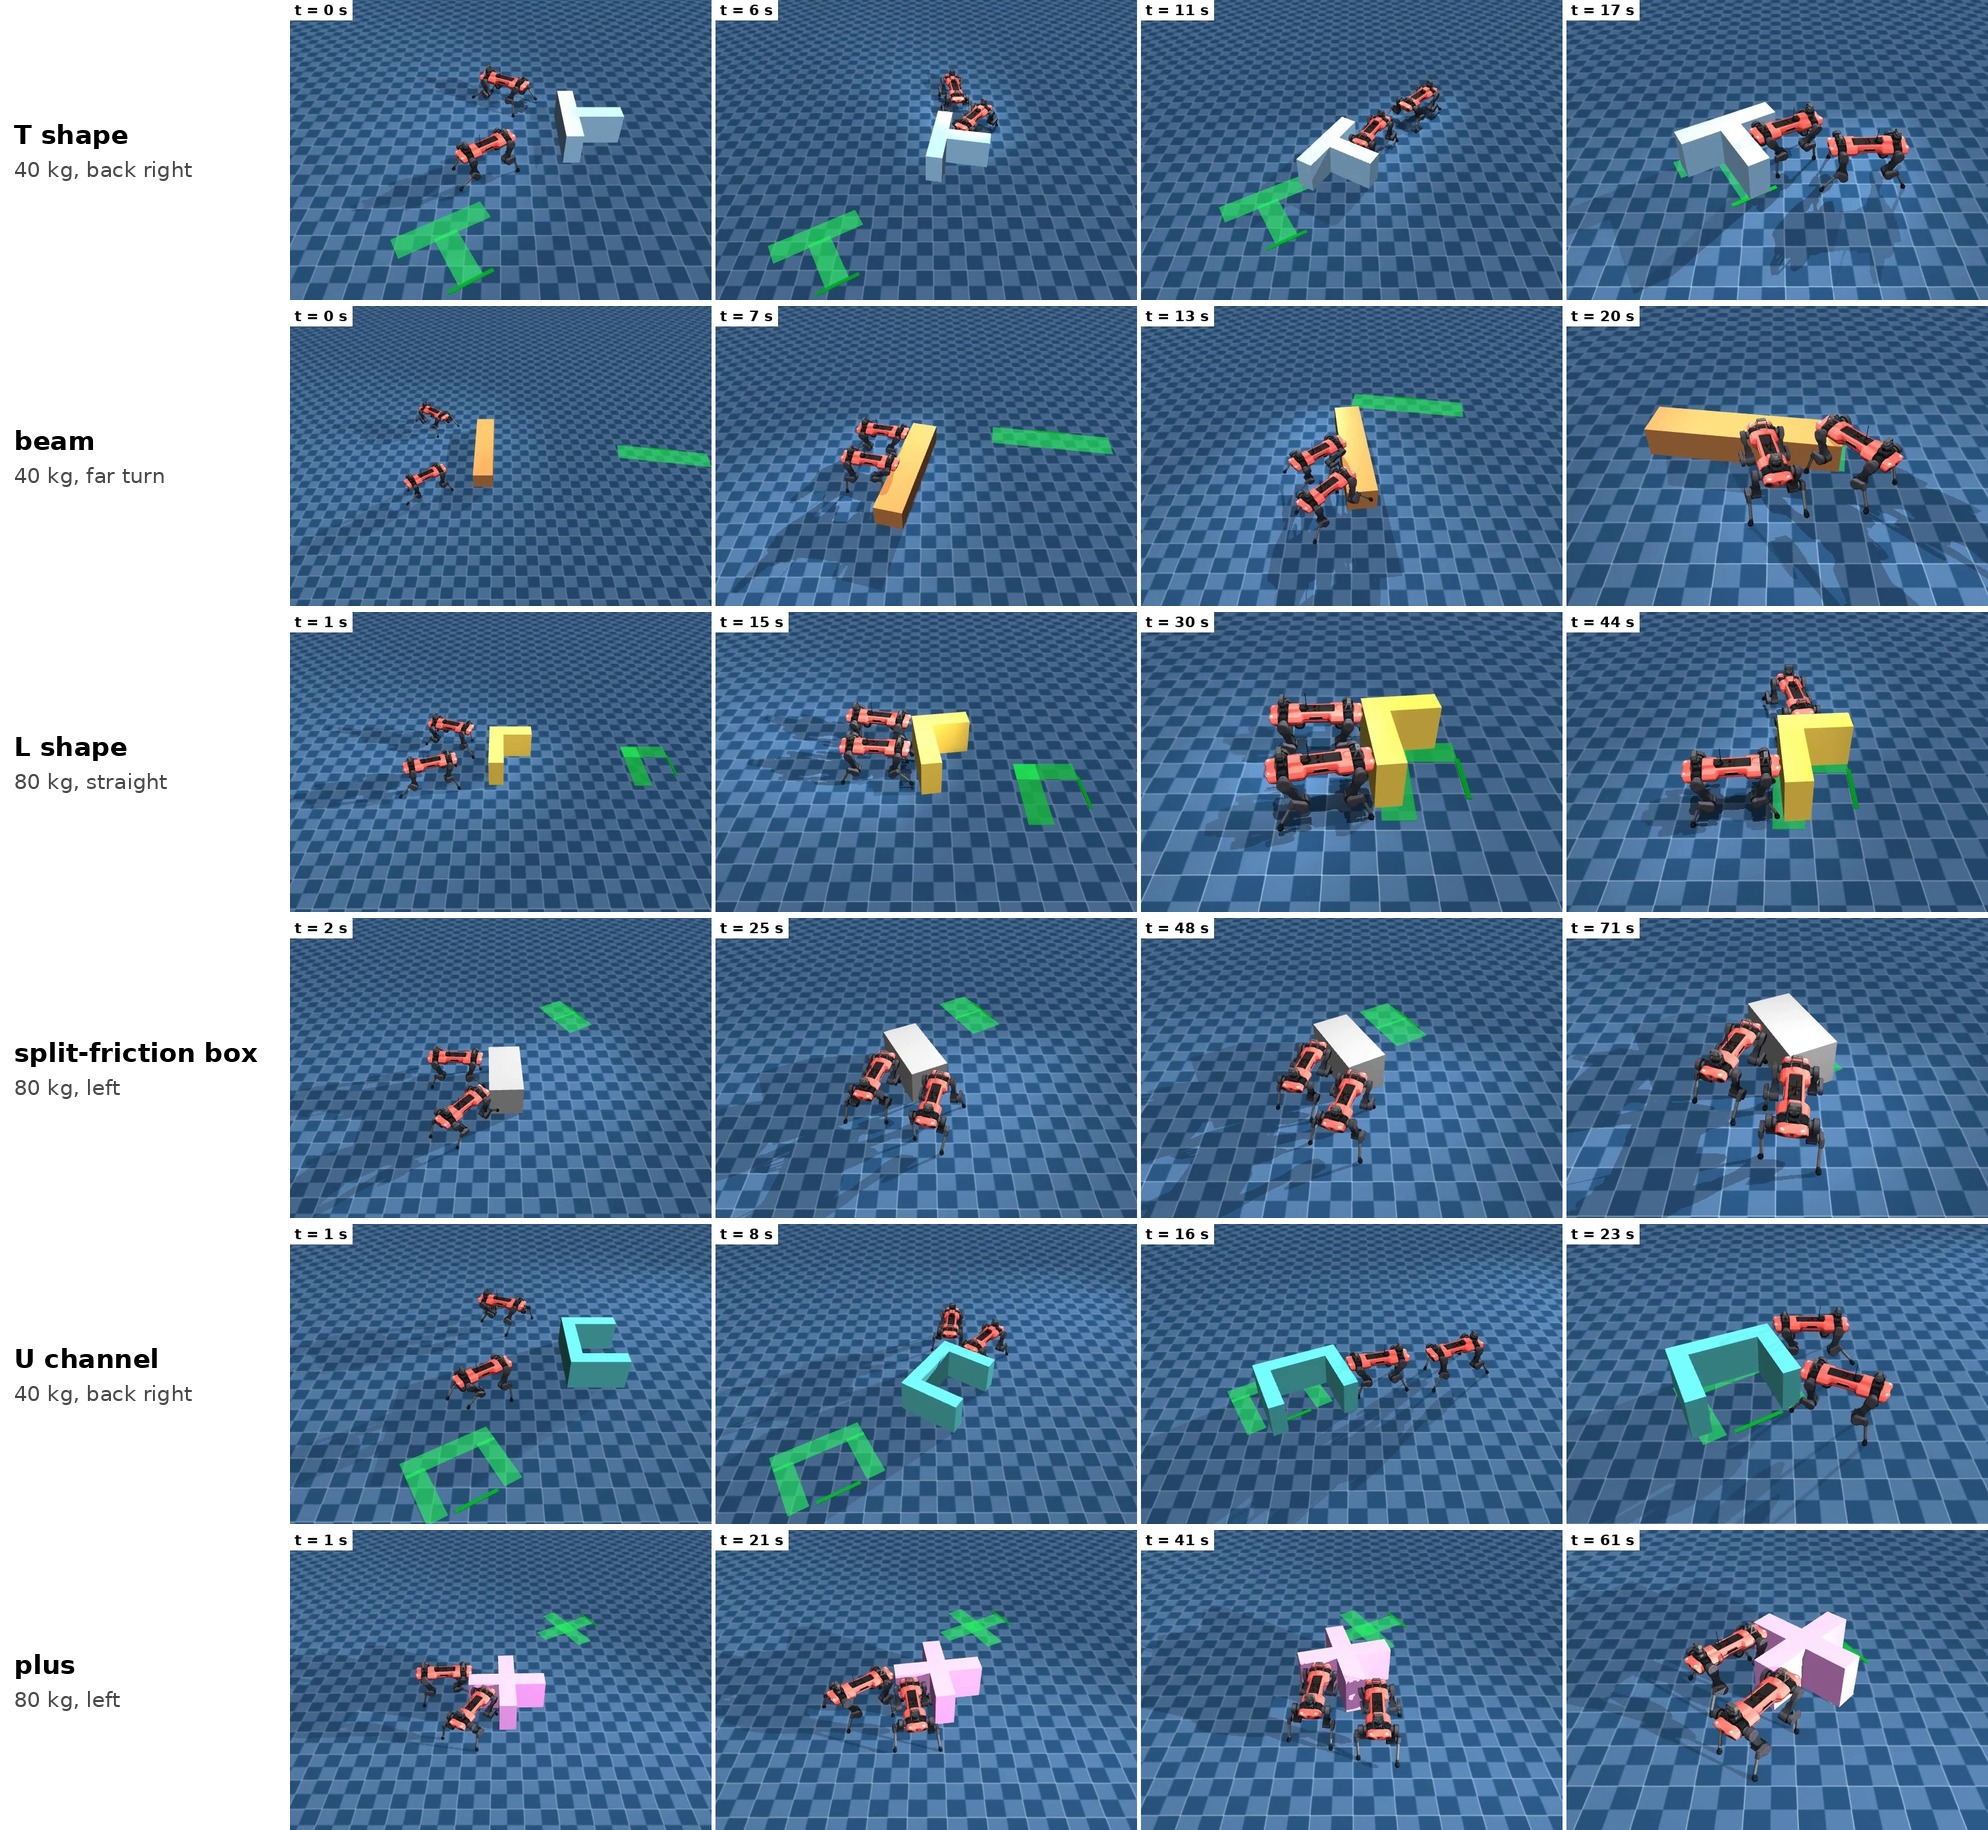 t = 0 s
t = 6 s
t = 11 s
t = 17 s
T shape
40 kg, back right
t = 0 s
t = 7 s
t = 13 s
t = 20 s
beam
40 kg, far turn
t = 1 s
t = 15 s
t = 30 s
t = 44 s
L shape
80 kg, straight
t = 2 s
t = 25 s
t = 48 s
t = 71 s
split-friction box
80 kg, left
t = 1 s
t = 8 s
t = 16 s
t = 23 s
U channel
40 kg, back right
t = 1 s
t = 21 s
t = 41 s
t = 61 s
plus
80 kg, left